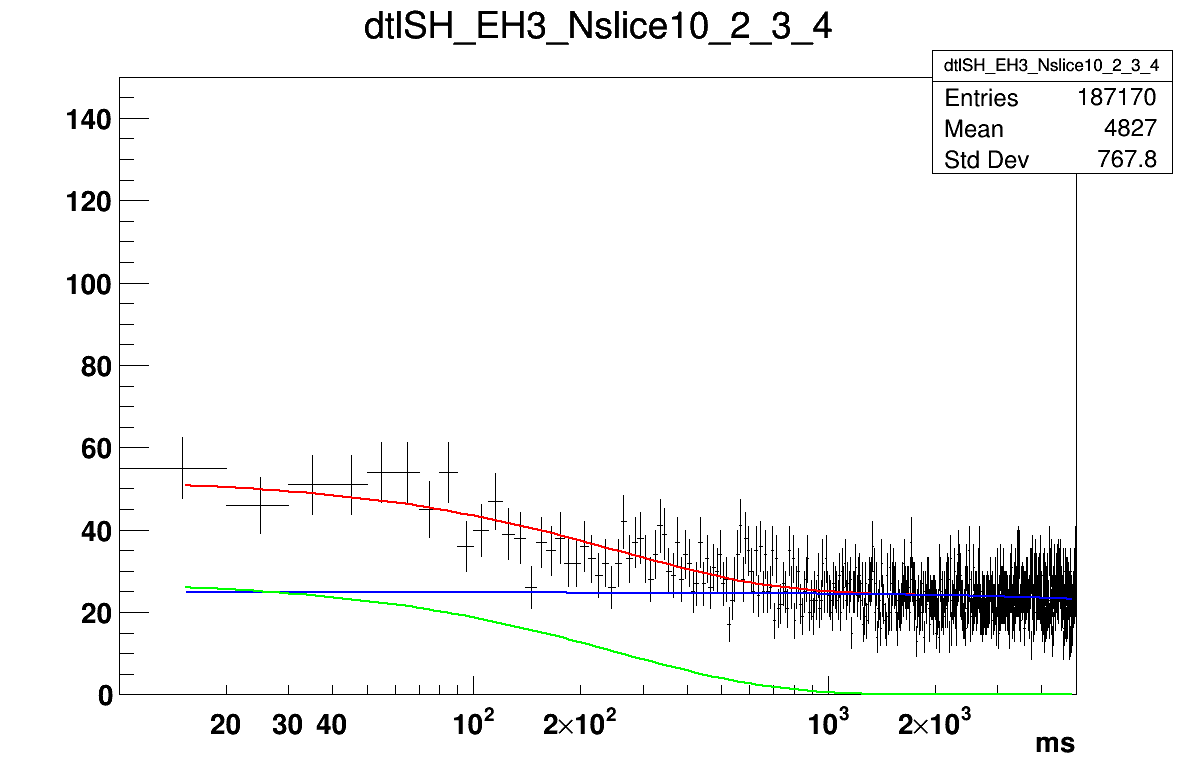 dtlSH_EH3_Nslice10_2_3_4
dtlSH_EH3_Nslice10_2_3_4
Entries 187170
Mean 4827
Std Dev 767.8
140
120
100
80
60
40
20
0
20 30 40 10² 2×10² 10³ 2×10³
ms